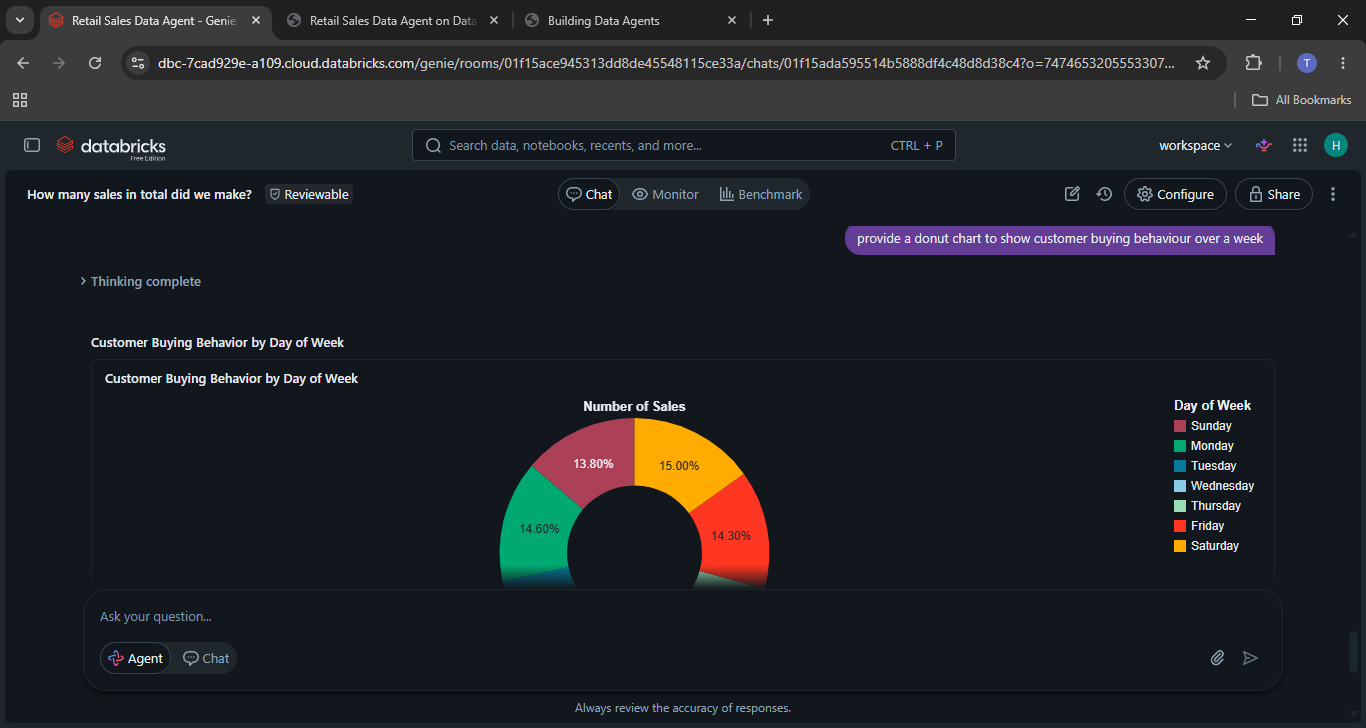 Retail Sales Data Agent - Genie
Retail Sales Data Agent on Data
Building Data Agents
dbc-7cad929e-a109.cloud.databricks.com/genie/rooms/01f15ace945313dd8de45548115ce33a/chats/01f15ada595514b5888df4c48d8d38c4?o=7474653205553307...
T
All Bookmarks
databricks
Free Edition
Search data, notebooks, recents, and more...
CTRL + P
workspace
H
How many sales in total did we make?
Reviewable
Chat
Monitor
Benchmark
Configure
Share
provide a donut chart to show customer buying behaviour over a week
Thinking complete
Customer Buying Behavior by Day of Week
Customer Buying Behavior by Day of Week
Number of Sales
13.80%
15.00%
14.60%
14.30%
Day of Week
Sunday
Monday
Tuesday
Wednesday
Thursday
Friday
Saturday
Ask your question...
Agent
Chat
Always review the accuracy of responses.